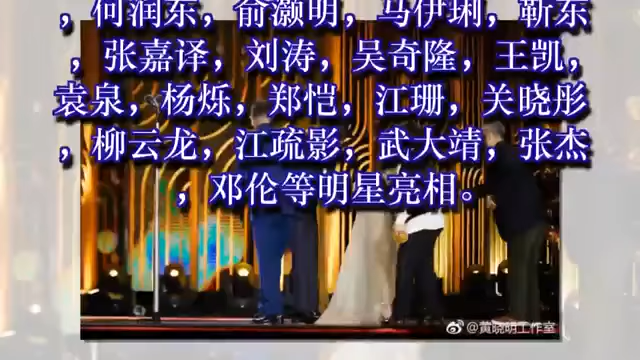 ，何润东，俞灏明，马伊琍，靳东
，张嘉译，刘涛，吴奇隆，王凯，
袁泉，杨烁，郑恺，江珊，关晓彤
，柳云龙，江疏影，武大靖，张杰
，邓伦等明星亮相。
@黄晓明工作室